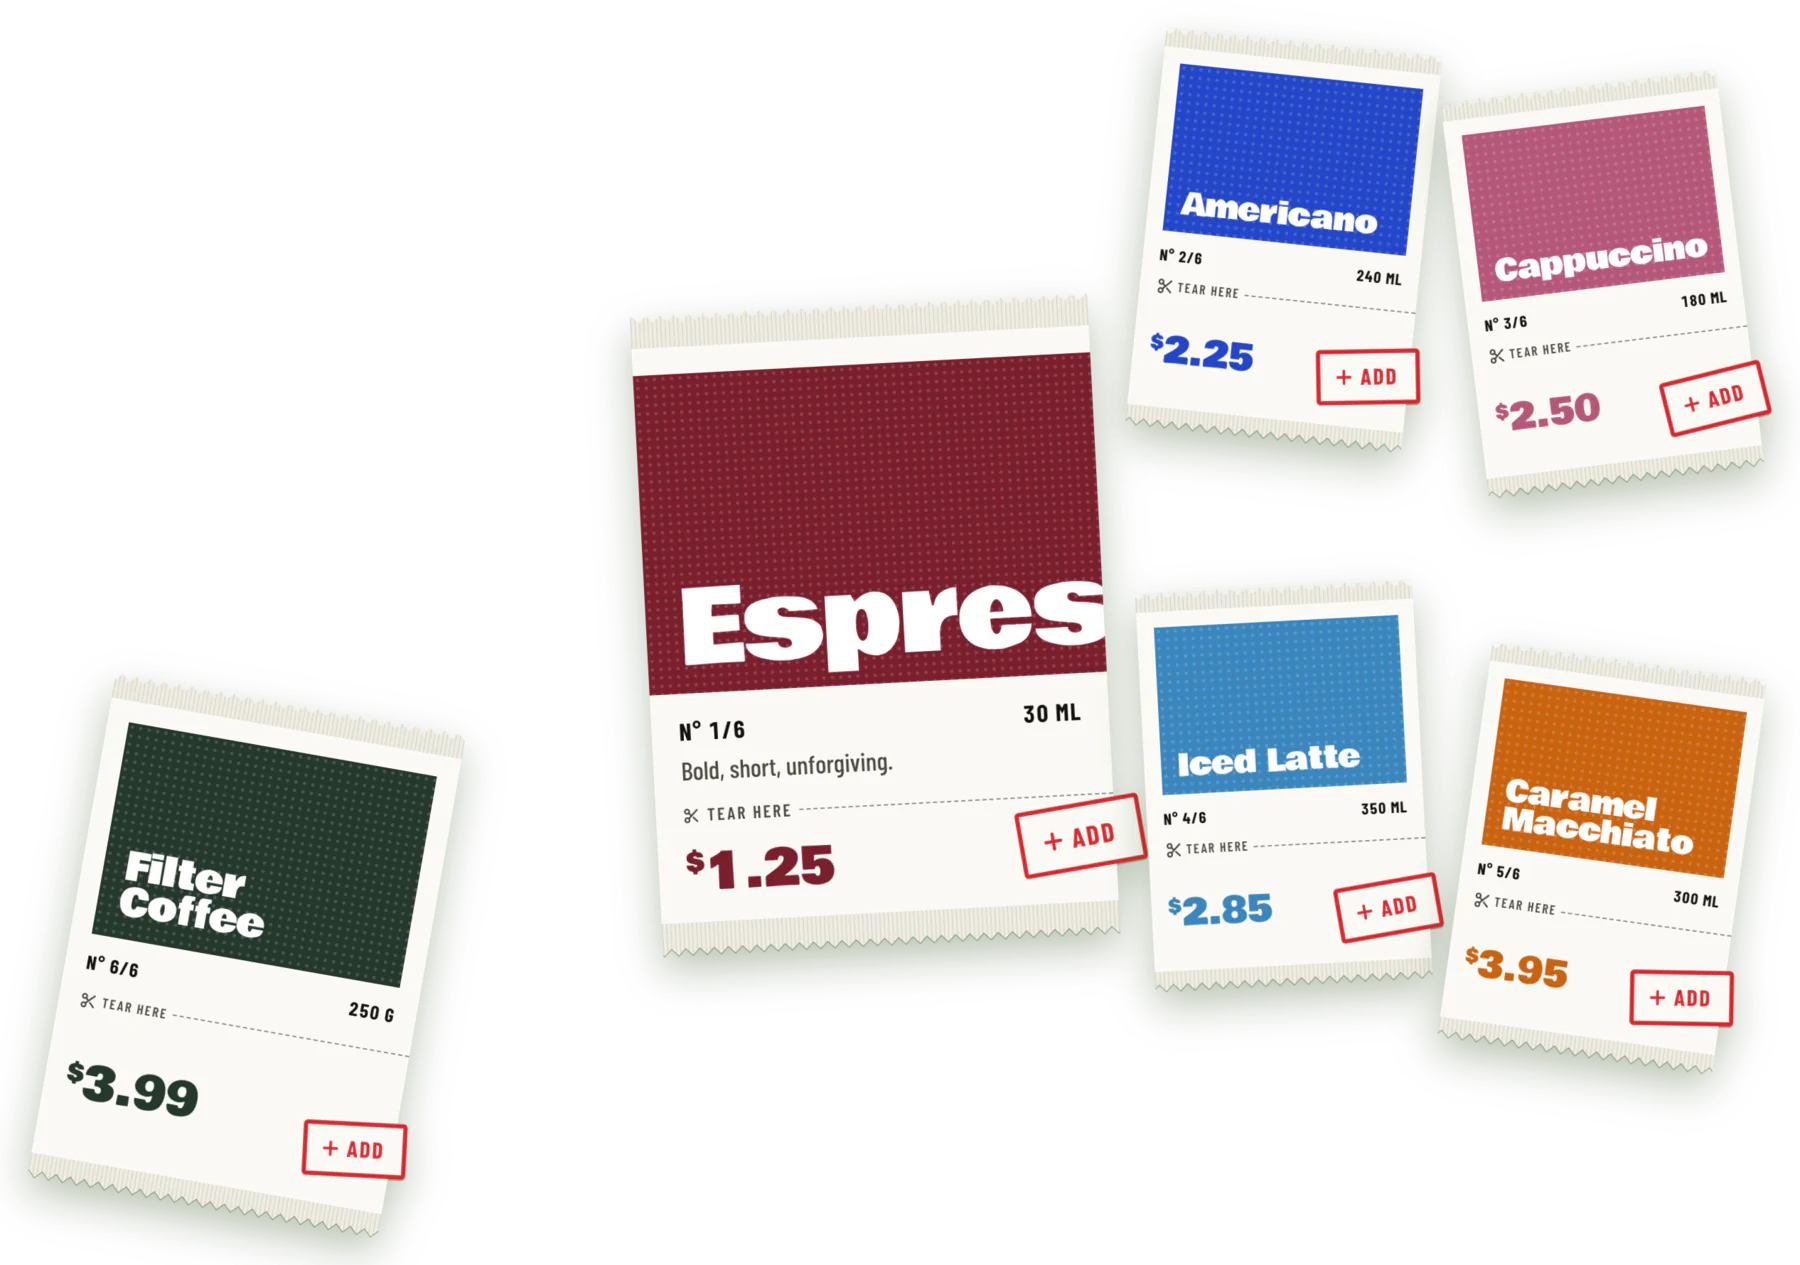 Americano
N° 2/6
240 ML
TEAR HERE
$2.25
+ ADD
Cappuccino
N° 3/6
180 ML
TEAR HERE
$2.50
+ ADD
Espres
N° 1/6
30 ML
Bold, short, unforgiving.
TEAR HERE
$1.25
+ ADD
Iced Latte
N° 4/6
350 ML
TEAR HERE
$2.85
+ ADD
Caramel
Macchiato
N° 5/6
300 ML
TEAR HERE
$3.95
+ ADD
Filter
Coffee
N° 6/6
250 G
TEAR HERE
$3.99
+ ADD